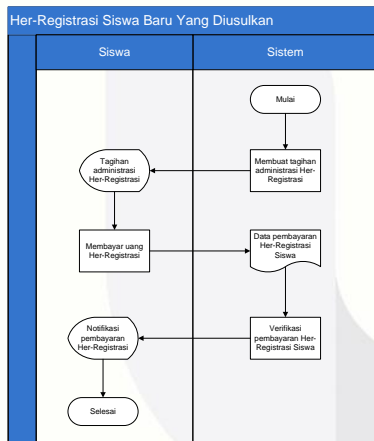 Her-Registrasi Siswa Baru Yang Diusulkan
Siswa
Sistem
Mulai
Tagihan
administrasi
Her-Registrasi
Membuat tagihan
administrasi Her-
Registrasi
Membayar uang
Her-Registrasi
Data pembayaran
Her-Registrasi
Siswa
Notifikasi
pembayaran
Her-Registrasi
Verifikasi
pembayaran Her-
Registrasi Siswa
Selesai